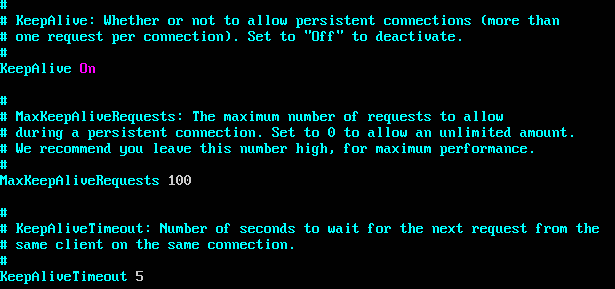 #
# KeepAlive: Whether or not to allow persistent connections (more than
# one request per connection). Set to "Off" to deactivate.
#
KeepAlive On
#
# MaxKeepAliveRequests: The maximum number of requests to allow
# during a persistent connection. Set to 0 to allow an unlimited amount.
# We recommend you leave this number high, for maximum performance.
#
MaxKeepAliveRequests 100
#
# KeepAliveTimeout: Number of seconds to wait for the next request from the
# same client on the same connection.
#
KeepAliveTimeout 5